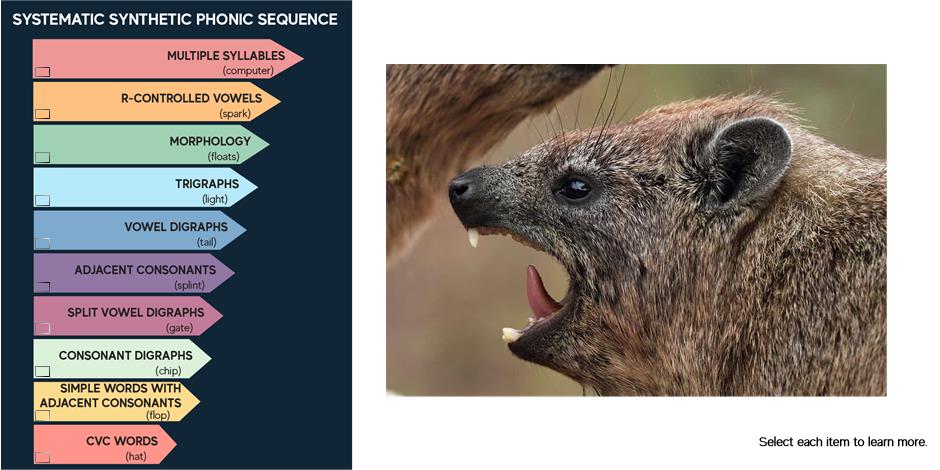 SYSTEMATIC SYNTHETIC PHONIC SEQUENCE
MULTIPLE SYLLABLES
(computer)
R-CONTROLLED VOWELS
(spark)
MORPHOLOGY
(floats)
TRIGRAPHS
(light)
VOWEL DIGRAPHS
(tail)
ADJACENT CONSONANTS
(splint)
SPLIT VOWEL DIGRAPHS
(gate)
CONSONANT DIGRAPHS
(chip)
SIMPLE WORDS WITH
ADJACENT CONSONANTS
(flop)
CVC WORDS
(hat)
Select each item to learn more.